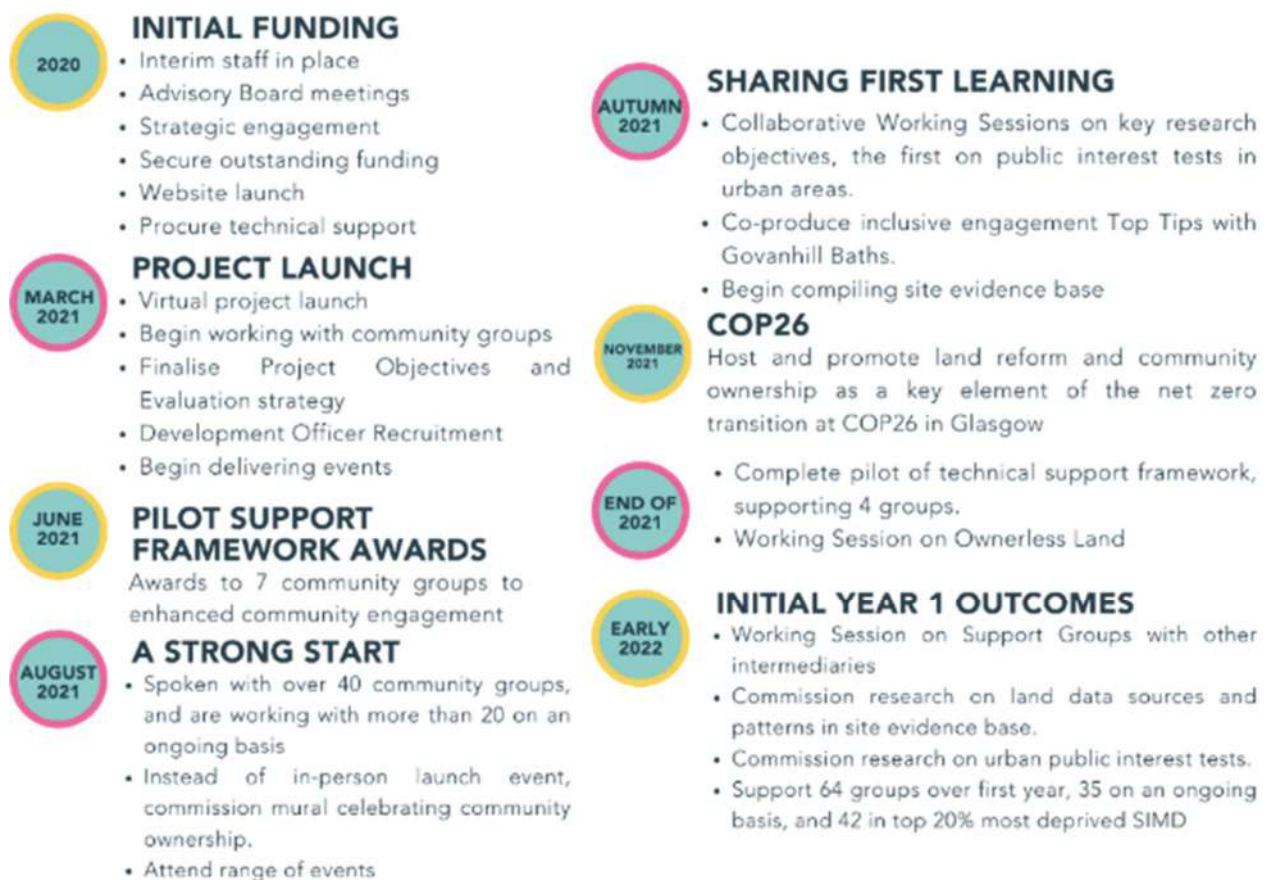 2020
INITIAL FUNDING
• Interim staff in place
• Advisory Board meetings
• Strategic engagement
• Secure outstanding funding
• Website launch
• Procure technical support
MARCH
2021
PROJECT LAUNCH
• Virtual project launch
• Begin working with community groups
• Finalise Project Objectives and
Evaluation strategy
• Development Officer Recruitment
• Begin delivering events
JUNE
2021
PILOT SUPPORT
FRAMEWORK AWARDS
Awards to 7 community groups to
enhanced community engagement
AUGUST
2021
A STRONG START
• Spoken with over 40 community groups,
and are working with more than 20 on an
ongoing basis
• Instead of in-person launch event,
commission mural celebrating community
ownership.
• Attend range of events
AUTUMN
2021
SHARING FIRST LEARNING
• Collaborative Working Sessions on key research
objectives, the first on public interest tests in
urban areas.
• Co-produce inclusive engagement Top Tips with
Govanhill Baths.
• Begin compiling site evidence base
NOVEMBER
2021
COP26
Host and promote land reform and community
ownership as a key element of the net zero
transition at COP26 in Glasgow
END OF
2021
• Complete pilot of technical support framework,
supporting 4 groups.
• Working Session on Ownerless Land
EARLY
2022
INITIAL YEAR 1 OUTCOMES
• Working Session on Support Groups with other
intermediaries
• Commission research on land data sources and
patterns in site evidence base.
• Commission research on urban public interest tests.
• Support 64 groups over first year, 35 on an ongoing
basis, and 42 in top 20% most deprived SIMD